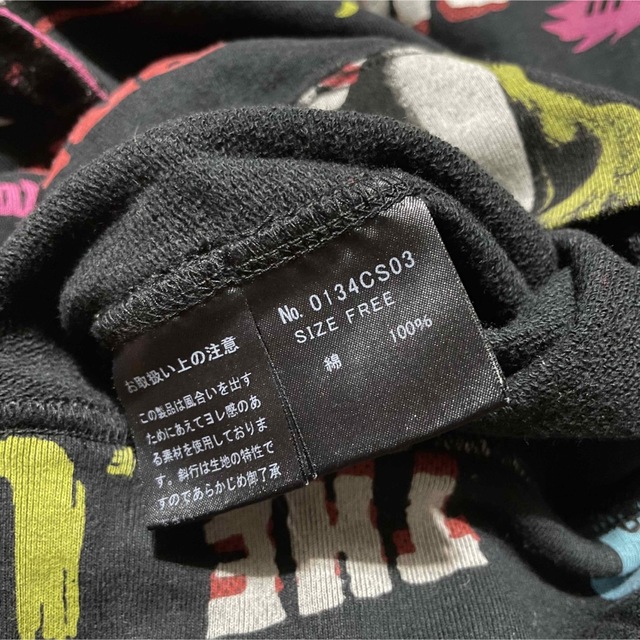 お取扱い上の注意
この製品は風合いを出す
ためにあえてヨレ感のあ
る素材を使用しておりま
す。斜行は生地の特性で
すのであらかじめ御了承
No. 0134CS03
SIZE FREE
綿 100%